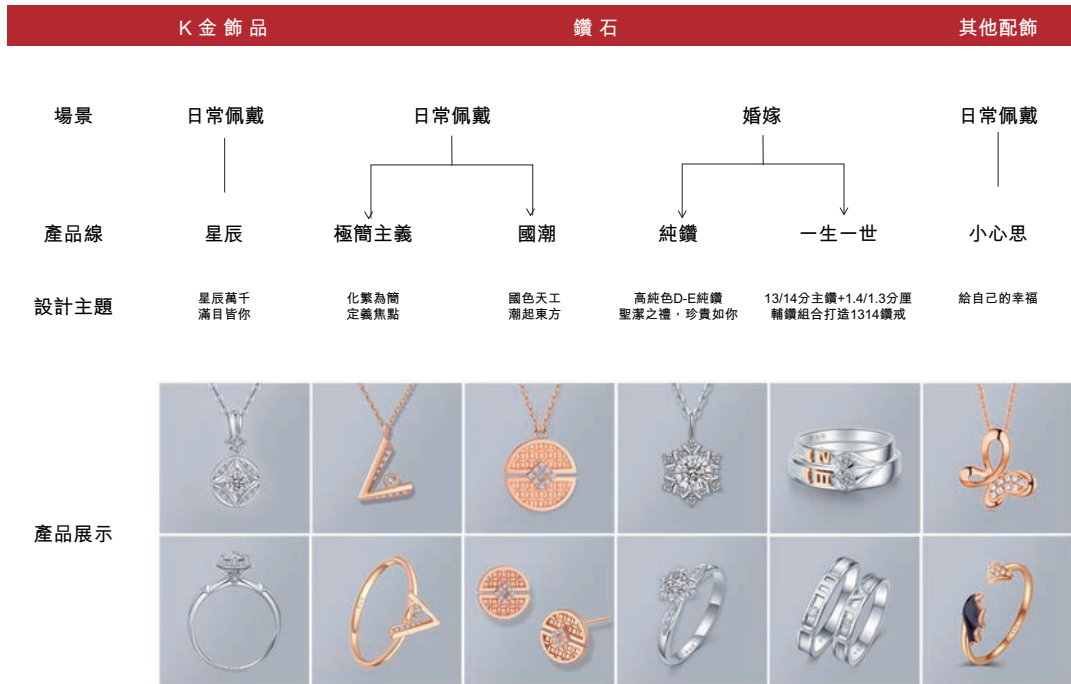 K金飾品
鑽石
其他配飾
場景
日常佩戴
日常佩戴
婚嫁
日常佩戴
產品線
星辰
極簡主義
國潮
純鑽
一生一世
小心思
設計主題
星辰萬千
滿目皆你
化繁為簡
定義焦點
國色天工
潮起東方
高純色D-E純鑽
聖潔之禮，珍貴如你
13/14分主鑽+1.4/1.3分厘
輔鑽組合打造1314鑽戒
給自己的幸福
產品展示